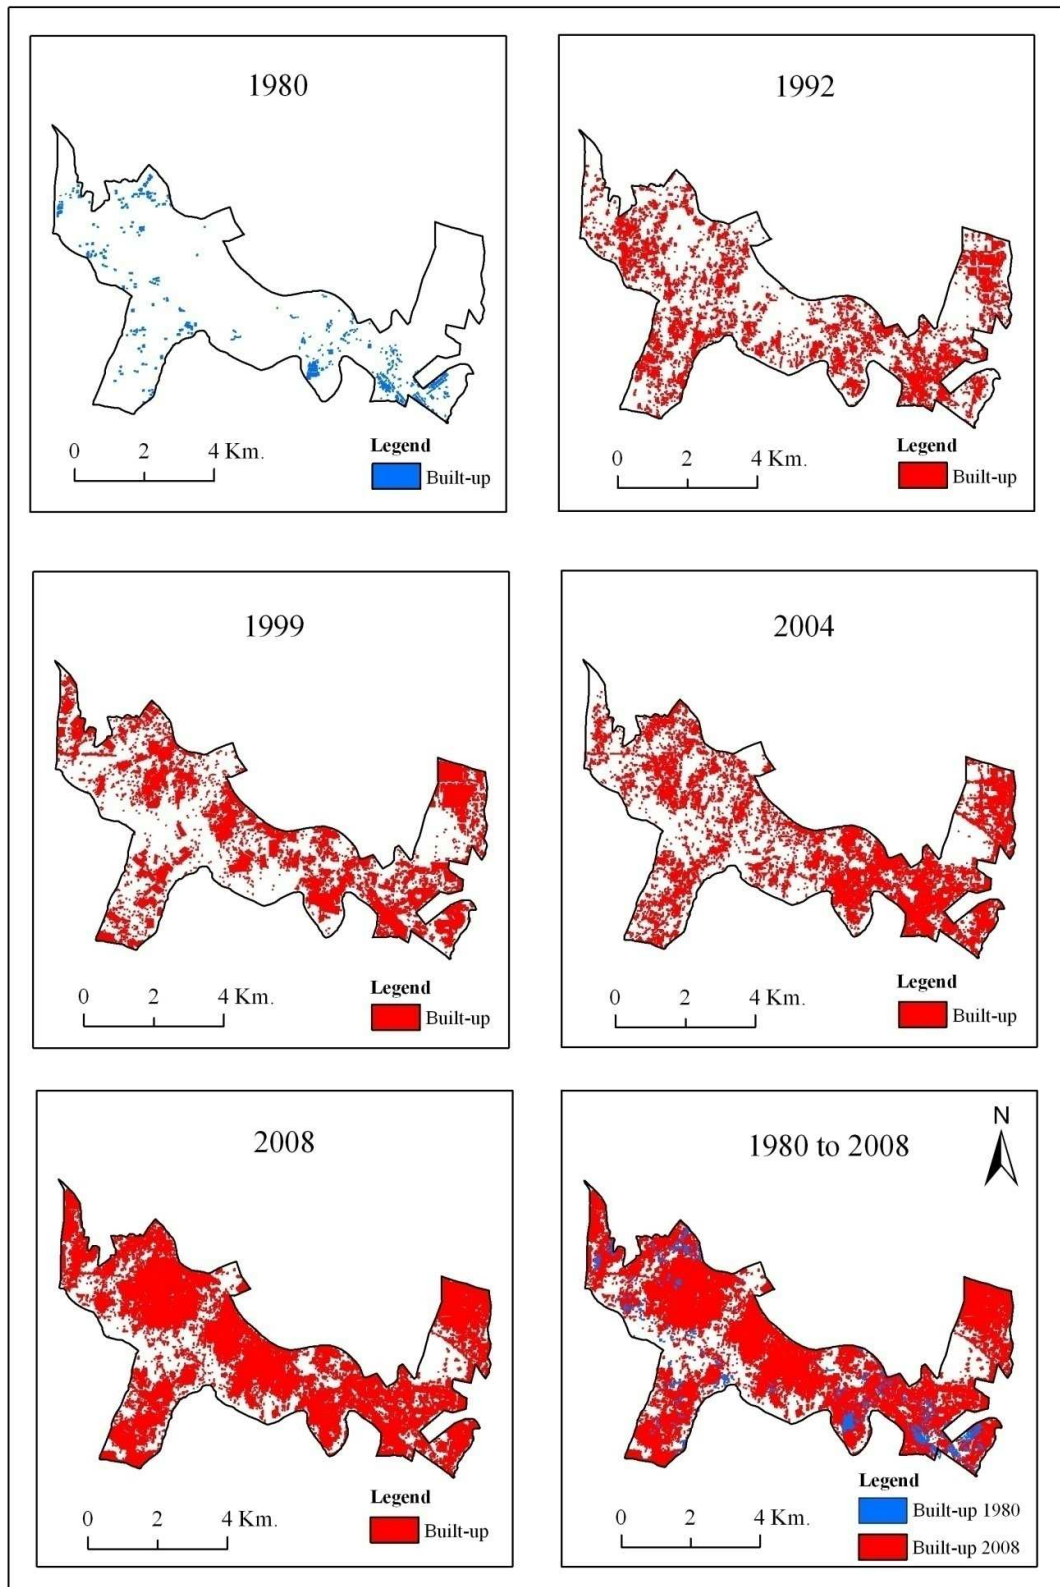 1980
0 2 4 Km.
Legend
Built-up
1992
0 2 4 Km.
Legend
Built-up
1999
0 2 4 Km.
Legend
Built-up
2004
0 2 4 Km.
Legend
Built-up
2008
0 2 4 Km.
Legend
Built-up
N
1980 to 2008
0 2 4 Km.
Legend
Built-up 1980
Built-up 2008